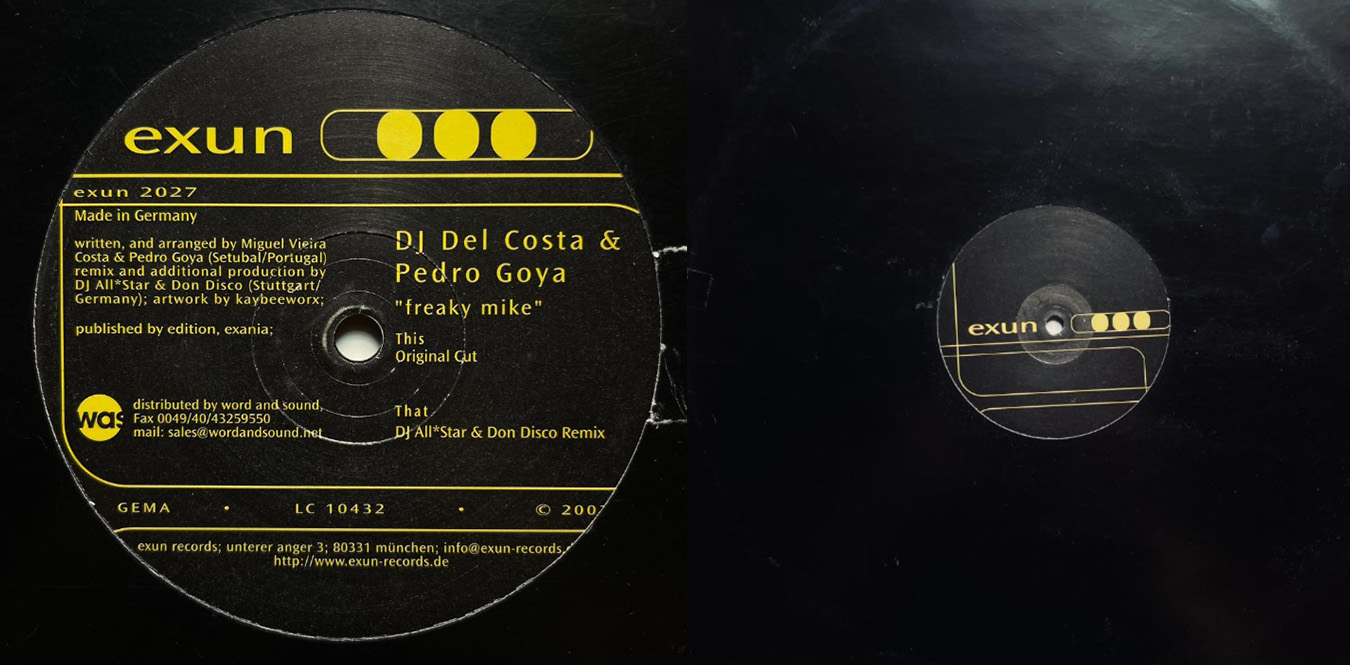 exun
exun 2027
Made in Germany
written, and arranged by Miguel Vieira
Costa & Pedro Goya (Setubal/Portugal)
remix and additional production by
DJ All*Star & Don Disco (Stuttgart/
Germany); artwork by kaybeeworx;
published by edition, exania;
was
distributed by word and sound,
Fax 0049/40/43259550
mail: sales@wordandsound.net
DJ Del Costa &
Pedro Goya
"freaky mike"
This
Original Cut
That
DJ All*Star & Don Disco Remix
GEMA • LC 10432 • © 200
exun records; unterer anger 3; 80331 münchen; info@exun-records.
http://www.exun-records.de
exun